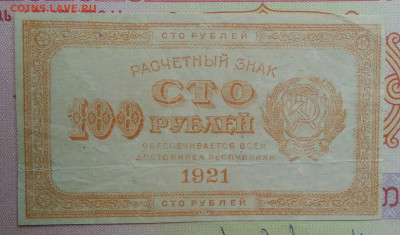 coins.lave.ru
СТО РУБЛЕЙ
РАСЧЕТНЫЙ ЗНАК
СТО
100 РУБЛЕЙ
ОБЕСПЕЧИВАЕТСЯ ВСЕМ
ДОСТОЯНИЕМ РЕСПУБЛИКИ
1921
СТО РУБЛЕЙ